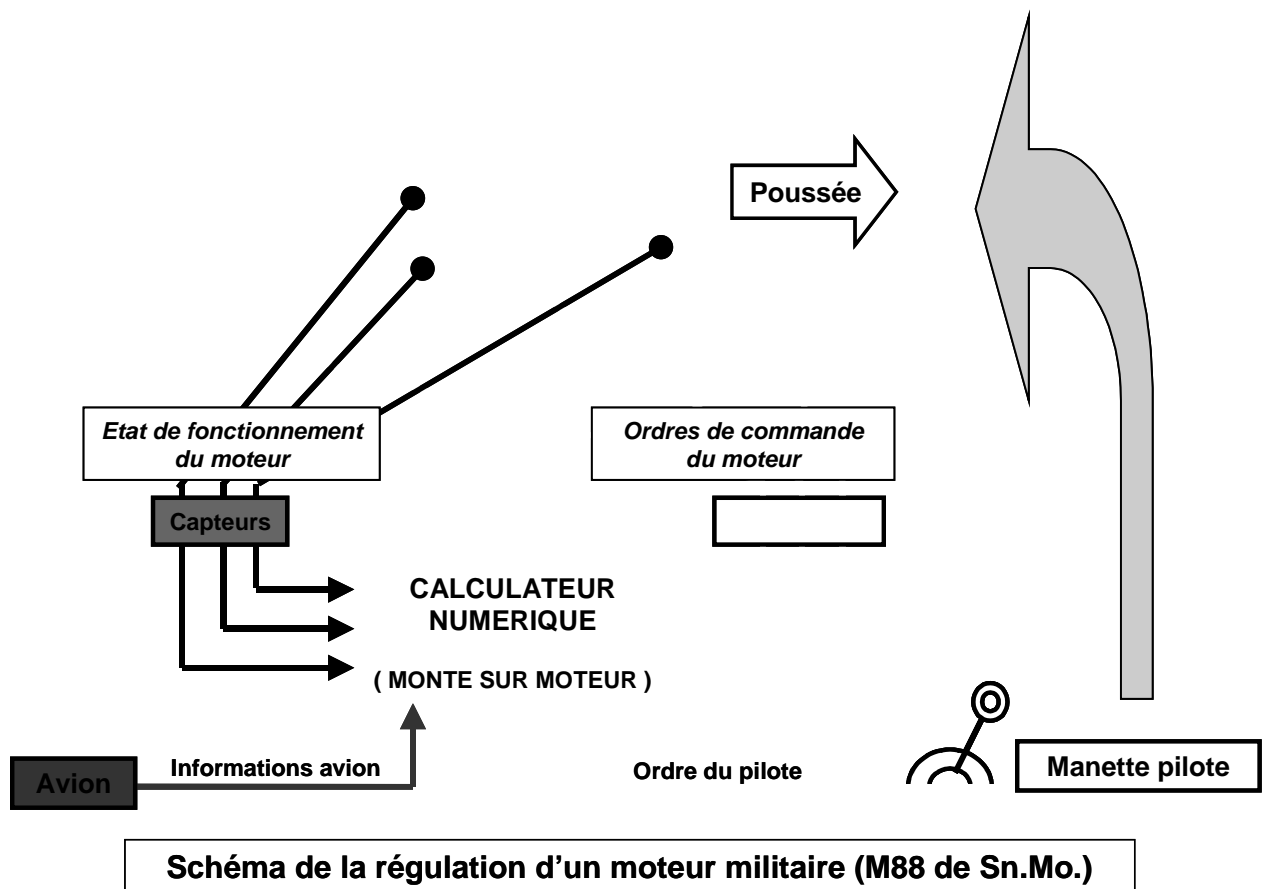 Poussée
Etat de fonctionnement
du moteur
Ordres de commande
du moteur
Capteurs
CALCULATEUR
NUMERIQUE
( MONTE SUR MOTEUR )
Avion
Informations avion
Ordre du pilote
Manette pilote
Schéma de la régulation d'un moteur militaire (M88 de Sn.Mo.)